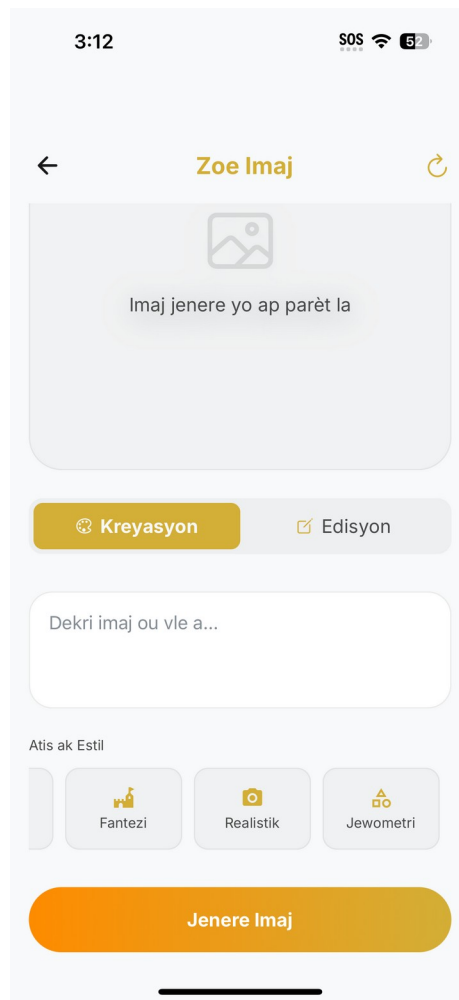 3:12
SOS
52
Zoe Imaj
Imaj jenere yo ap parèt la
Kreyasyon
Edisyon
Dekri imaj ou vle a...
Atis ak Estil
Fantezi
Realistik
Jewometri
Jenere Imaj